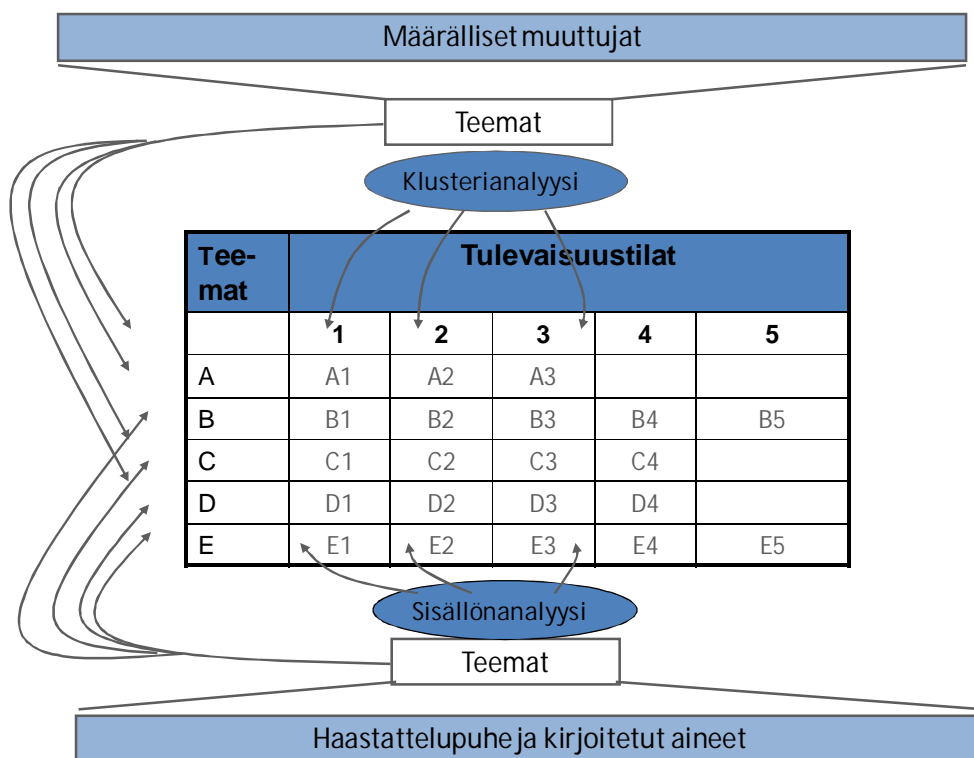 Määrälliset muuttujat
Teemat
Klusterianalyysi
Tee- Tulevaisuustilat
mat
1 2 3 4 5
A A1 A2 A3
B B1 B2 B3 B4 B5
C C1 C2 C3 C4
D D1 D2 D3 D4
E E1 E2 E3 E4 E5
Sisällönanalyysi
Teemat
Haastattelupuhe ja kirjoitetut aineet